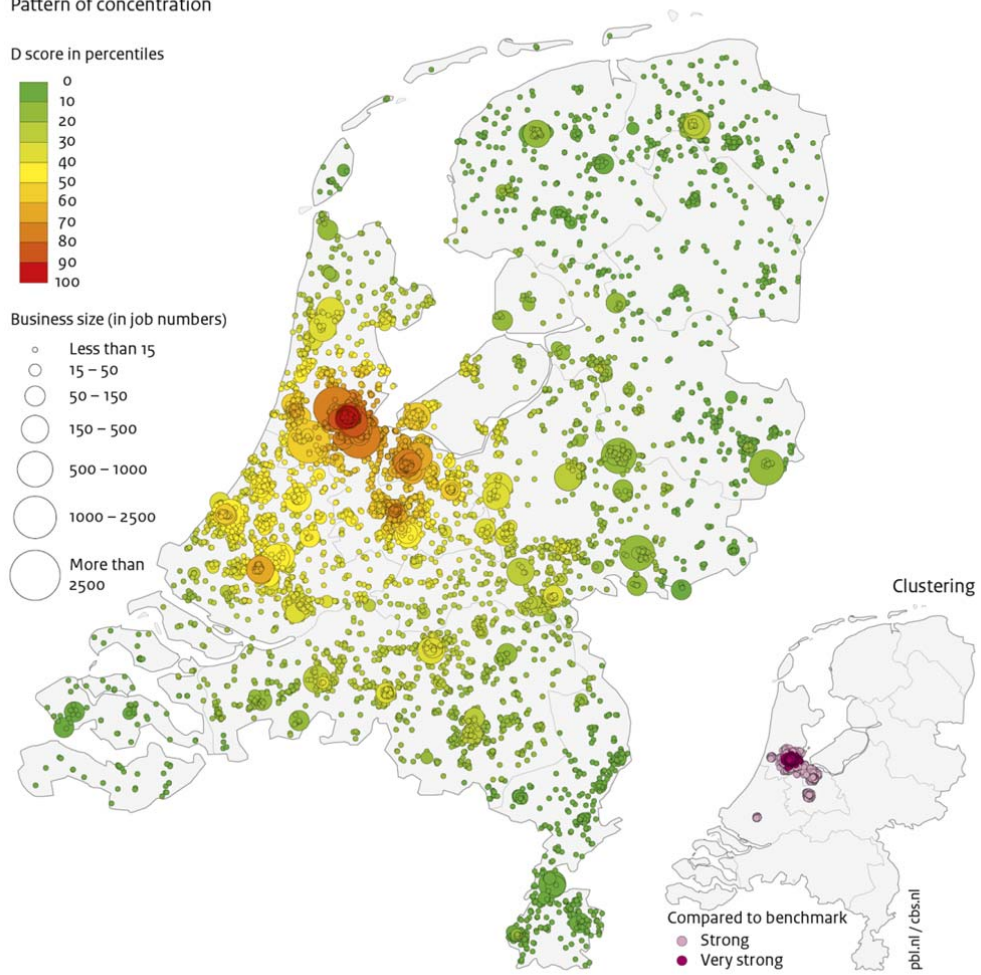 Pattern of concentration
D score in percentiles
0
10
20
30
40
50
60
70
80
90
100
Business size (in job numbers)
Less than 15
15 – 50
50 – 150
150 – 500
500 – 1000
1000 – 2500
More than
2500
Clustering
Compared to benchmark
Strong
Very strong
pbl.nl / cbs.nl